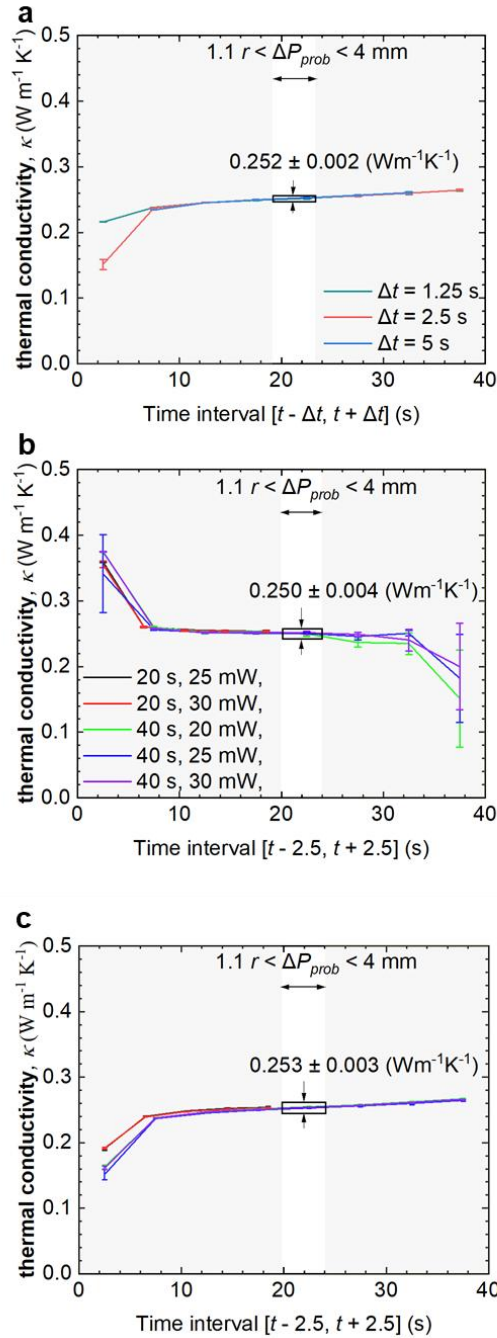 a
1.1 r < ΔP_prob < 4 mm
0.252 ± 0.002 (Wm⁻¹K⁻¹)
thermal conductivity, κ (W m⁻¹ K⁻¹)
0.5
0.4
0.3
0.2
0.1
0.0
Δt = 1.25 s
Δt = 2.5 s
Δt = 5 s
0 10 20 30 40
Time interval [t - Δt, t + Δt] (s)
b
1.1 r < ΔP_prob < 4 mm
0.250 ± 0.004 (Wm⁻¹K⁻¹)
thermal conductivity, κ (W m⁻¹ K⁻¹)
0.5
0.4
0.3
0.2
0.1
0.0
20 s, 25 mW,
20 s, 30 mW,
40 s, 20 mW,
40 s, 25 mW,
40 s, 30 mW,
0 10 20 30 40
Time interval [t - 2.5, t + 2.5] (s)
c
1.1 r < ΔP_prob < 4 mm
0.253 ± 0.003 (Wm⁻¹K⁻¹)
thermal conductivity, κ (W m⁻¹ K⁻¹)
0.5
0.4
0.3
0.2
0.1
0.0
0 10 20 30 40
Time interval [t - 2.5, t + 2.5] (s)